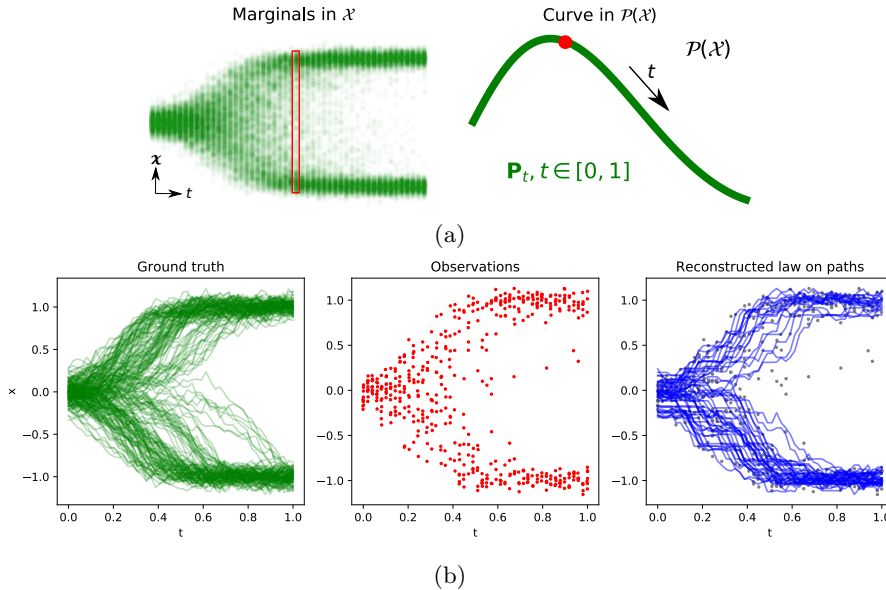 Marginals in 𝒳
Curve in 𝒫(𝒳)
𝒫(𝒳)
t
x
t
P_t, t ∈ [0, 1]
(a)
Ground truth
Observations
Reconstructed law on paths
1.0
0.5
0.0
−0.5
−1.0
x
0.0 0.2 0.4 0.6 0.8 1.0
t
1.0
0.5
0.0
−0.5
−1.0
0.0 0.2 0.4 0.6 0.8 1.0
t
1.0
0.5
0.0
−0.5
−1.0
0.0 0.2 0.4 0.6 0.8 1.0
t
(b)